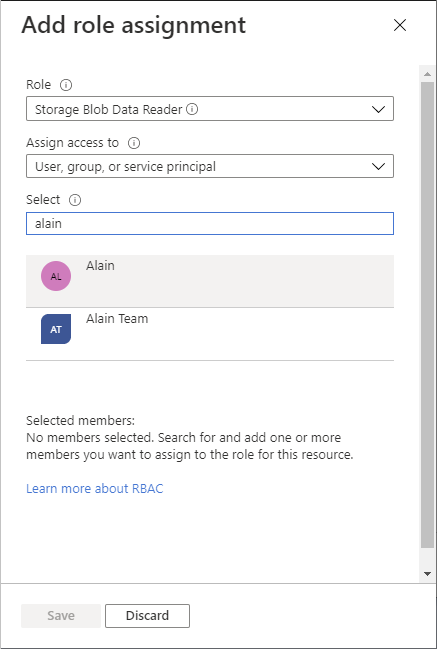 Add role assignment
Role
Storage Blob Data Reader
Assign access to
User, group, or service principal
Select
alain
AL Alain
AT Alain Team
Selected members:
No members selected. Search for and add one or more
members you want to assign to the role for this resource.
Learn more about RBAC
Save Discard